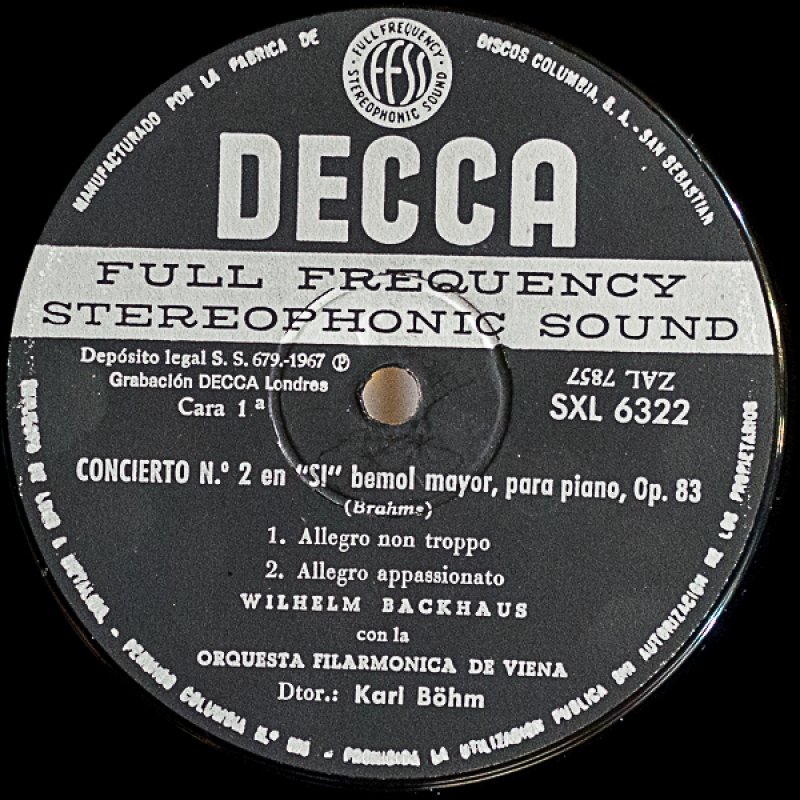 MANUFACTURADO POR LA FABRICA DE
DISCOS COLUMBIA, S. A. - SAN SEBASTIAN
FULL FREQUENCY
FFSS
STEREOPHONIC SOUND
DECCA
FULL FREQUENCY
STEREOPHONIC SOUND
Depósito legal S. S. 679.-1967 Ⓟ
Grabación DECCA Londres
Cara 1ª
ZAL 7857
SXL 6322
CONCIERTO N.º 2 en "SI" bemol mayor, para piano, Op. 83
(Brahms)
1. Allegro non troppo
2. Allegro appassionato
WILHELM BACKHAUS
con la
ORQUESTA FILARMONICA DE VIENA
Dtor.: Karl Böhm
PERMISO COLUMBIA N.º - PROHIBIDA LA UTILIZACION PUBLICA SIN AUTORIZACION DE LOS PROPIETARIOS